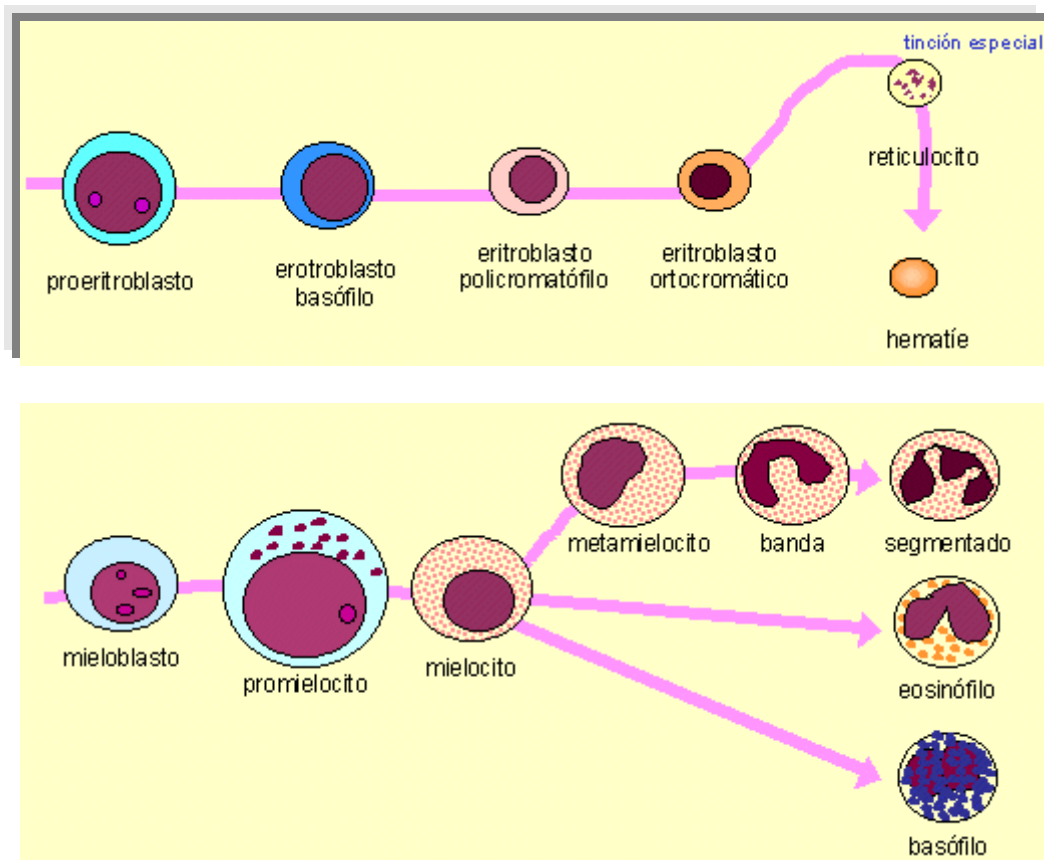 tinción especial
reticulocito
proeritroblasto
erotroblasto
basófilo
eritroblasto
policromatófilo
eritroblasto
ortocromático
hematíe
metamielocito
banda
segmentado
mieloblasto
promielocito
mielocito
eosinófilo
basófilo